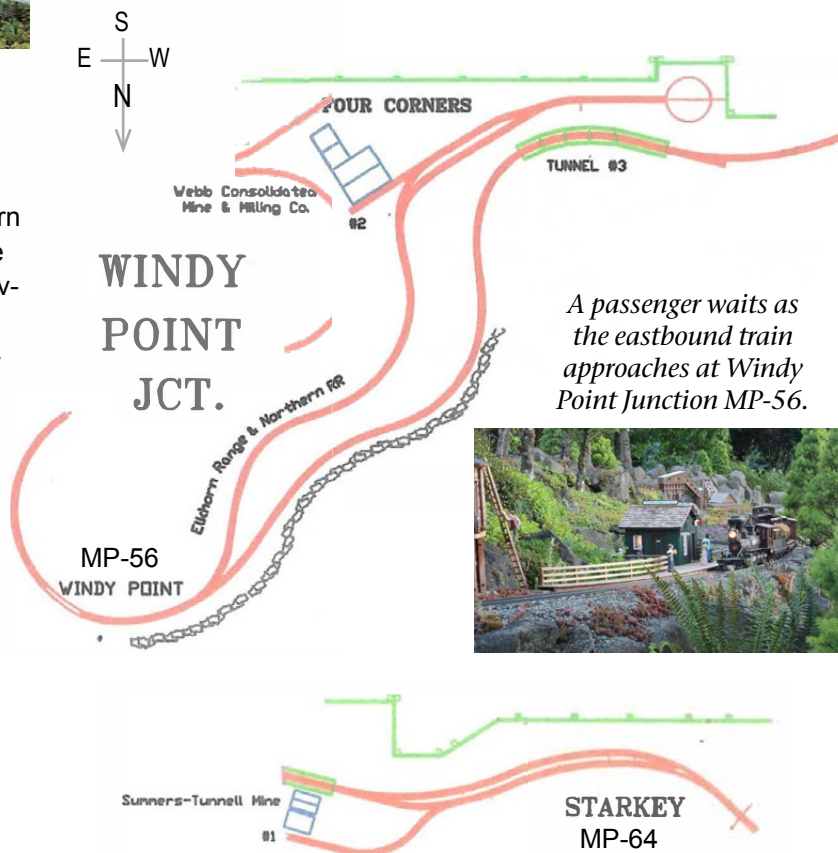 S
E
W
N
FOUR CORNERS
TUNNEL #3
Webb Consolidated
Mine & Milling Co.
#2
rn
e
v-
WINDY
POINT
JCT.
A passenger waits as
the eastbound train
approaches at Windy
Point Junction MP-56.
Elkhorn Range & Northern RR
MP-56
WINDY POINT
Sumners-Tunnell Mine
#1
STARKEY
MP-64